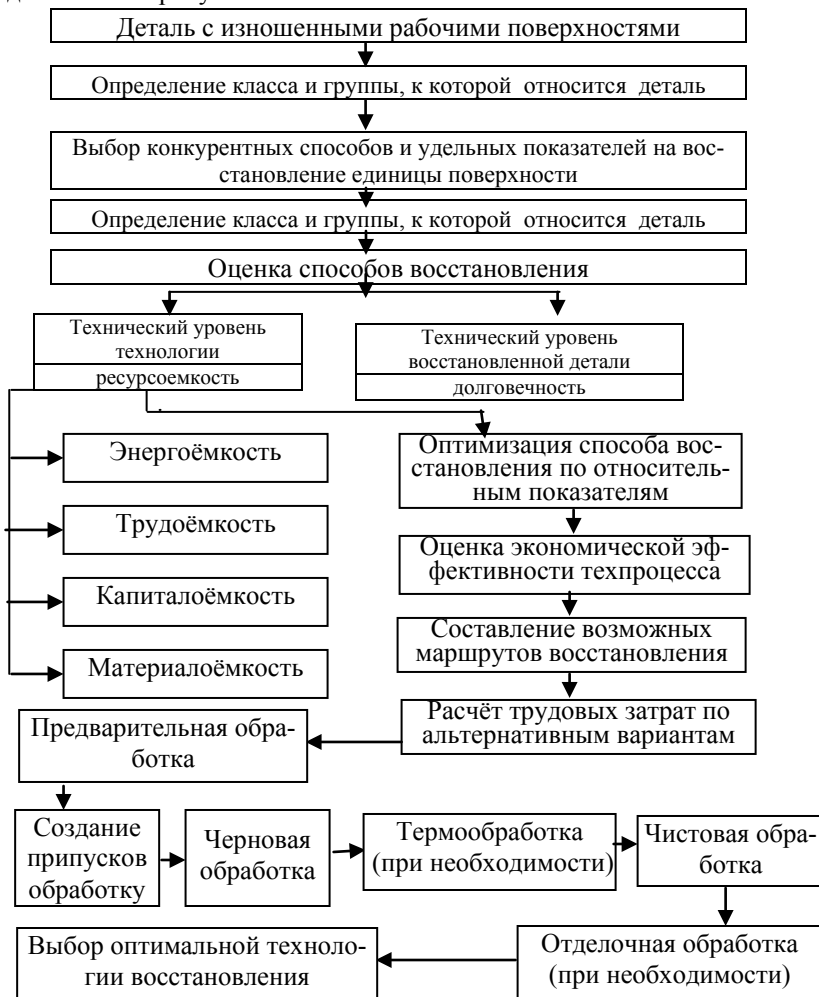 Деталь с изношенными рабочими поверхностями
Определение класса и группы, к которой относится деталь
Выбор конкурентных способов и удельных показателей на вос-
становление единицы поверхности
Определение класса и группы, к которой относится деталь
Оценка способов восстановления
Технический уровень
технологии
ресурсоемкость
Технический уровень
восстановленной детали
долговечность
Энергоёмкость
Трудоёмкость
Капиталоёмкость
Материалоёмкость
Оптимизация способа вос-
становления по относитель-
ным показателям
Оценка экономической эф-
фективности техпроцесса
Составление возможных
маршрутов восстановления
Расчёт трудовых затрат по
альтернативным вариантам
Предварительная обра-
ботка
Создание
припусков
обработку
Черновая
обработка
Термообработка
(при необходимости)
Чистовая обра-
ботка
Отделочная обработка
(при необходимости)
Выбор оптимальной техноло-
гии восстановления